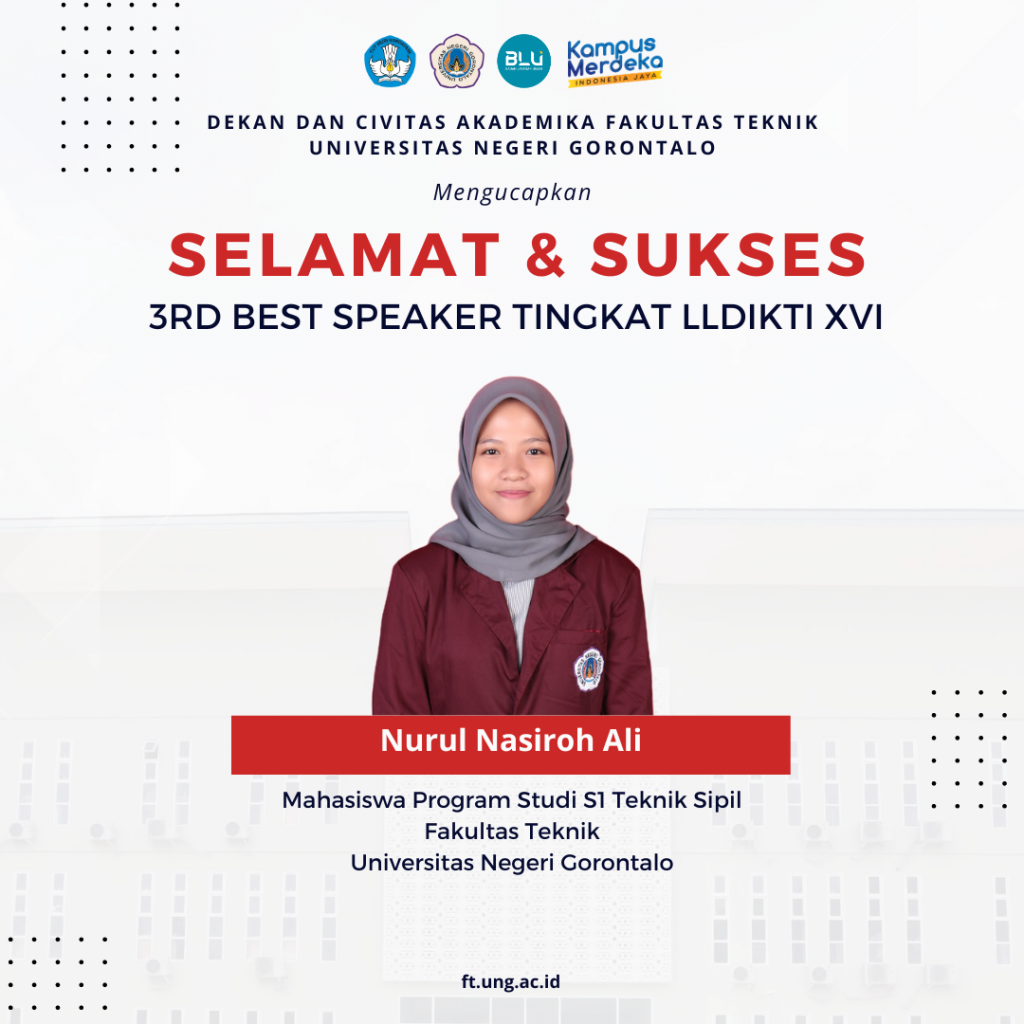 BLU
Kampus
Merdeka
INDONESIA JAYA
DEKAN DAN CIVITAS AKADEMIKA FAKULTAS TEKNIK
UNIVERSITAS NEGERI GORONTALO
Mengucapkan
SELAMAT & SUKSES
3RD BEST SPEAKER TINGKAT LLDIKTI XVI
Nurul Nasiroh Ali
Mahasiswa Program Studi S1 Teknik Sipil
Fakultas Teknik
Universitas Negeri Gorontalo
ft.ung.ac.id